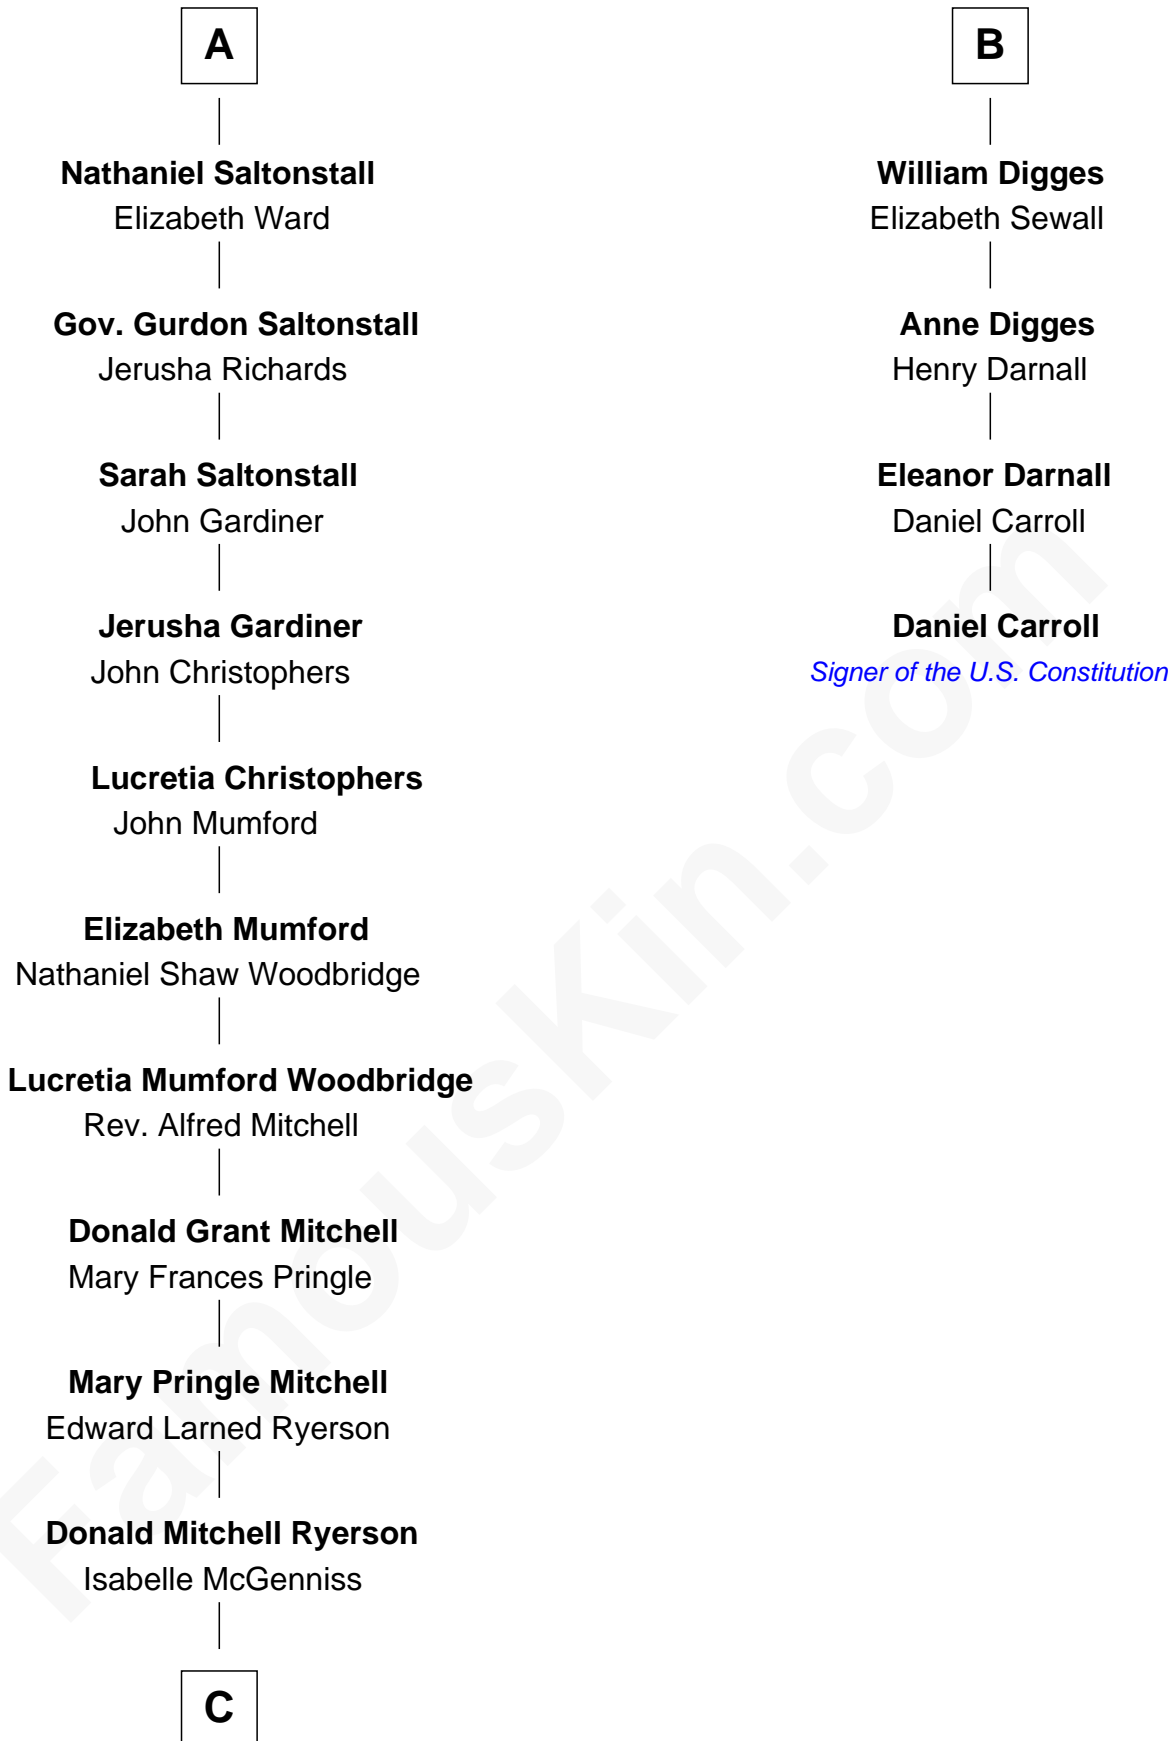 A
Nathaniel Saltonstall
Elizabeth Ward
Gov. Gurdon Saltonstall
Jerusha Richards
Sarah Saltonstall
John Gardiner
Jerusha Gardiner
John Christophers
Lucretia Christophers
John Mumford
Elizabeth Mumford
Nathaniel Shaw Woodbridge
Lucretia Mumford Woodbridge
Rev. Alfred Mitchell
Donald Grant Mitchell
Mary Frances Pringle
Mary Pringle Mitchell
Edward Larned Ryerson
Donald Mitchell Ryerson
Isabelle McGenniss
C
B
William Digges
Elizabeth Sewall
Anne Digges
Henry Darnall
Eleanor Darnall
Daniel Carroll
Daniel Carroll
Signer of the U.S. Constitution
FamousKin.com